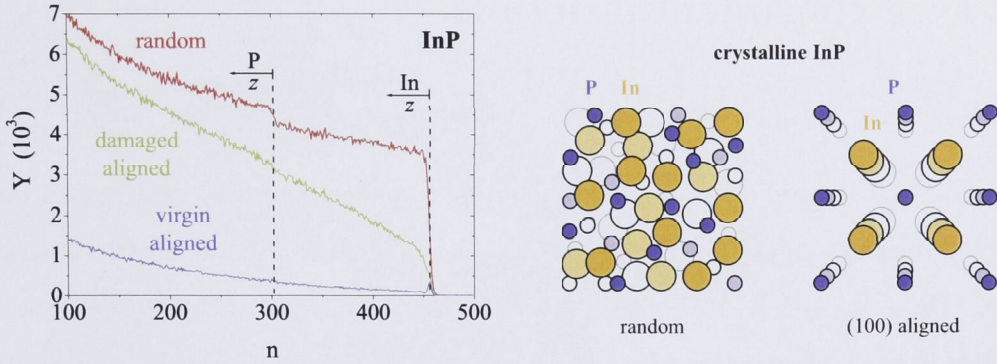 7
6
5
4
3
2
1
0
Y (10³)
random
InP
P
z
In
z
damaged
aligned
virgin
aligned
100
200
300
400
500
n
crystalline InP
P In
random
P
In
(100) aligned